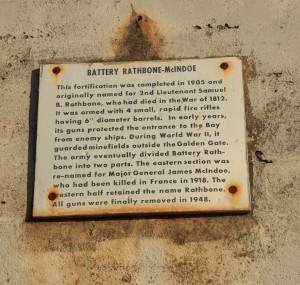 BATTERY RATHBONE-McINDOE
This fortification was completed in 1905 and
originally named for 2nd Lieutenant Samuel
B. Rathbone, who had died in the War of 1812.
It was armed with 4 small, rapid fire rifles
having 6" diameter barrels. In early years,
its guns protected the entrance to the Bay
from enemy ships. During World War II, it
guarded minefields outside the Golden Gate.
The army eventually divided Battery Rath-
bone into two parts. The eastern section was
re-named for Major General James McIndoe,
who had been killed in France in 1918. The
western half retained the name Rathbone.
All guns were finally removed in 1948.